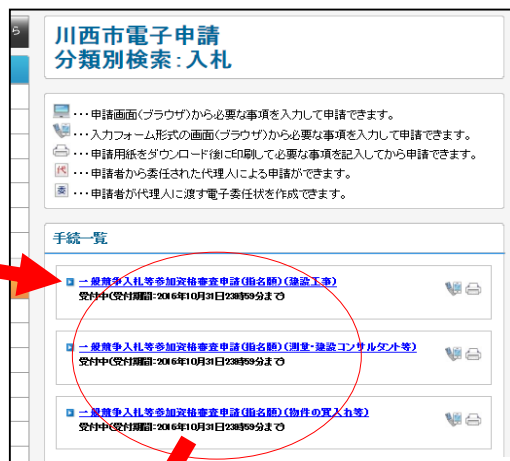 ら
川西市電子申請
分類別検索:入札
・・・申請画面(ブラウザ)から必要な事項を入力して申請できます。
・・・入力フォーム形式の画面(ブラウザ)から必要な事項を入力して申請できます。
・・・申請用紙をダウンロード後に印刷して必要な事項を記入してから申請できます。
代・・・申請者から委任された代理人による申請ができます。
委・・・申請者が代理人に渡す電子委任状を作成できます。
手続一覧
一般競争入札等参加資格審査申請(指名願)(建設工事)
受付中(受付期間:2016年10月31日23時59分まで)
一般競争入札等参加資格審査申請(指名願)(測量・建設コンサルタント等)
受付中(受付期間:2016年10月31日23時59分まで)
一般競争入札等参加資格審査申請(指名願)(物件の買入れ等)
受付中(受付期間:2016年10月31日23時59分まで)